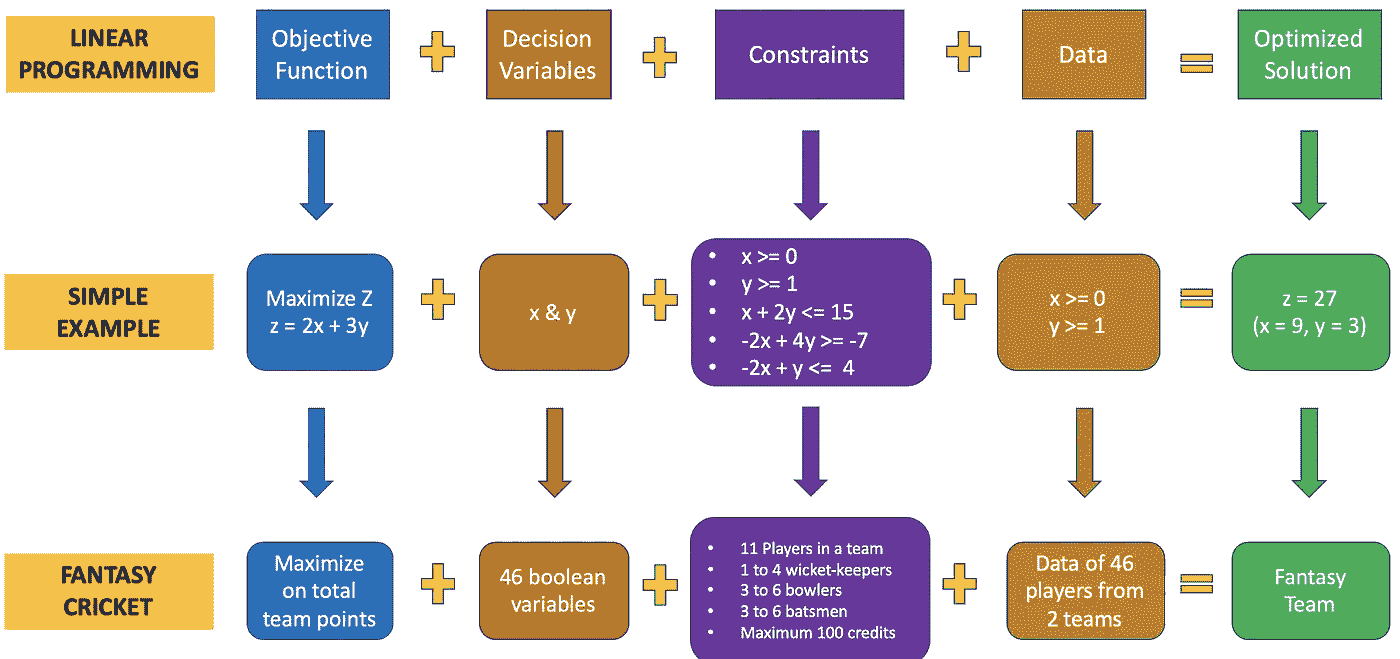 LINEAR
PROGRAMMING
Objective
Function
Decision
Variables
Constraints
Data
Optimized
Solution
SIMPLE
EXAMPLE
Maximize Z
z = 2x + 3y
x & y
• x >= 0
• y >= 1
• x + 2y <= 15
• -2x + 4y >= -7
• -2x + y <= 4
x >= 0
y >= 1
z = 27
(x = 9, y = 3)
FANTASY
CRICKET
Maximize
on total
team points
46 boolean
variables
• 11 Players in a team
• 1 to 4 wicket-keepers
• 3 to 6 bowlers
• 3 to 6 batsmen
• Maximum 100 credits
Data of 46
players from
2 teams
Fantasy
Team